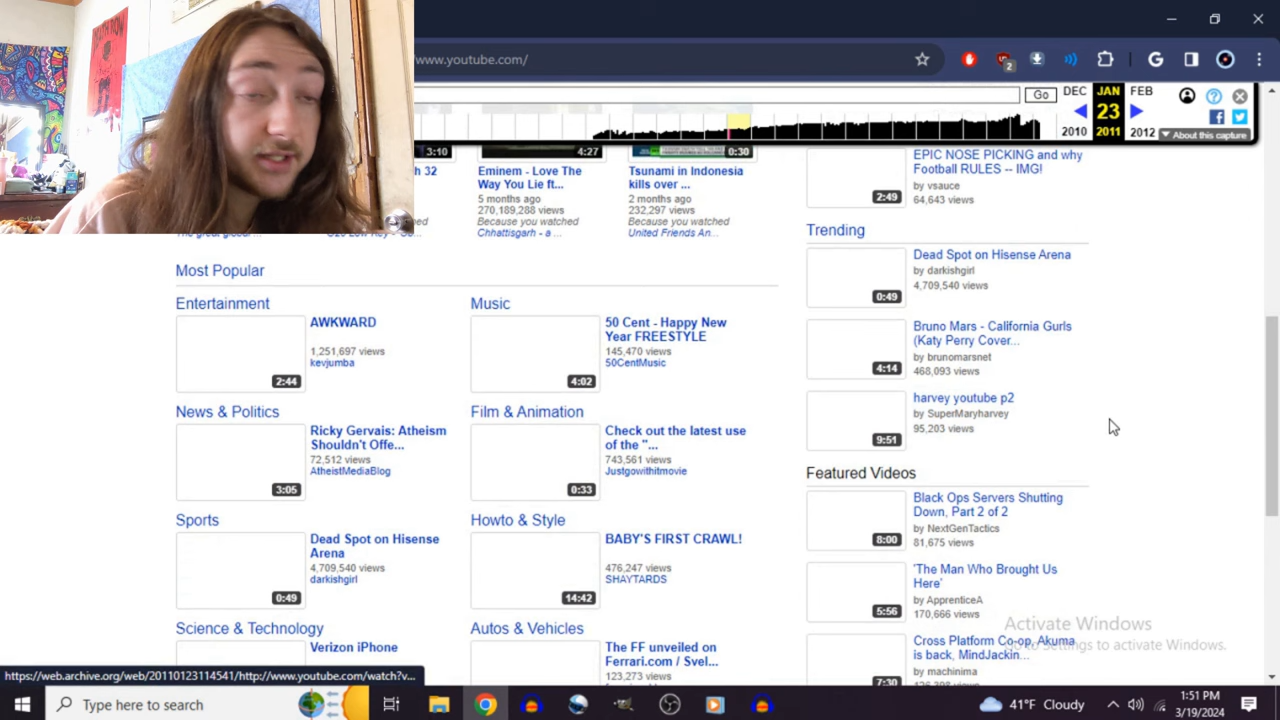 www.youtube.com/
2
Go
DEC
JAN
FEB
23
2010
2011
2012
About this capture
3:10
4:27
0:30
h 32
Eminem - Love The
Way You Lie ft...
5 months ago
270,189,288 views
Because you watched
Chhattisgarh - a ...
Tsunami in Indonesia
kills over ...
2 months ago
232,297 views
Because you watched
United Friends An...
EPIC NOSE PICKING and why
Football RULES -- IMG!
by vsauce
64,643 views
2:49
Most Popular
Entertainment
AWKWARD
1,251,697 views
kevjumba
2:44
Music
50 Cent - Happy New
Year FREESTYLE
145,470 views
50CentMusic
4:02
News & Politics
Ricky Gervais: Atheism
Shouldn't Offe...
72,512 views
AtheistMediaBlog
3:05
Film & Animation
Check out the latest use
of the "...
743,561 views
Justgowithitmovie
0:33
Sports
Dead Spot on Hisense
Arena
4,709,540 views
darkishgirl
0:49
Howto & Style
BABY'S FIRST CRAWL!
476,247 views
SHAYTARDS
14:42
Science & Technology
Verizon iPhone
Autos & Vehicles
The FF unveiled on
Ferrari.com / Svel...
123,273 views
Trending
Dead Spot on Hisense Arena
by darkishgirl
4,709,540 views
0:49
Bruno Mars - California Gurls
(Katy Perry Cover...
by brunomarsnet
468,093 views
4:14
harvey youtube p2
by SuperMaryharvey
95,203 views
9:51
Featured Videos
Black Ops Servers Shutting
Down, Part 2 of 2
by NextGenTactics
81,675 views
8:00
'The Man Who Brought Us
Here'
by ApprenticeA
170,666 views
5:56
Cross Platform Co-op, Akuma
is back, MindJackin...
by machinima
7:30
Activate Windows
Go to Settings to activate Windows.
https://web.archive.org/web/20110123114541/http://www.youtube.com/watch?v...
Type here to search
41°F Cloudy
1:51 PM
3/19/2024